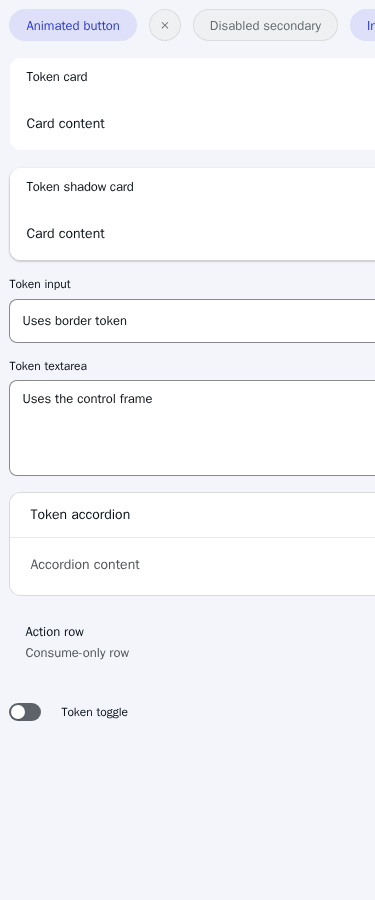 Animated button
×
Disabled secondary
Token card
Card content
Token shadow card
Card content
Token input
Uses border token
Token textarea
Uses the control frame
Token accordion
Accordion content
Action row
Consume-only row
Token toggle